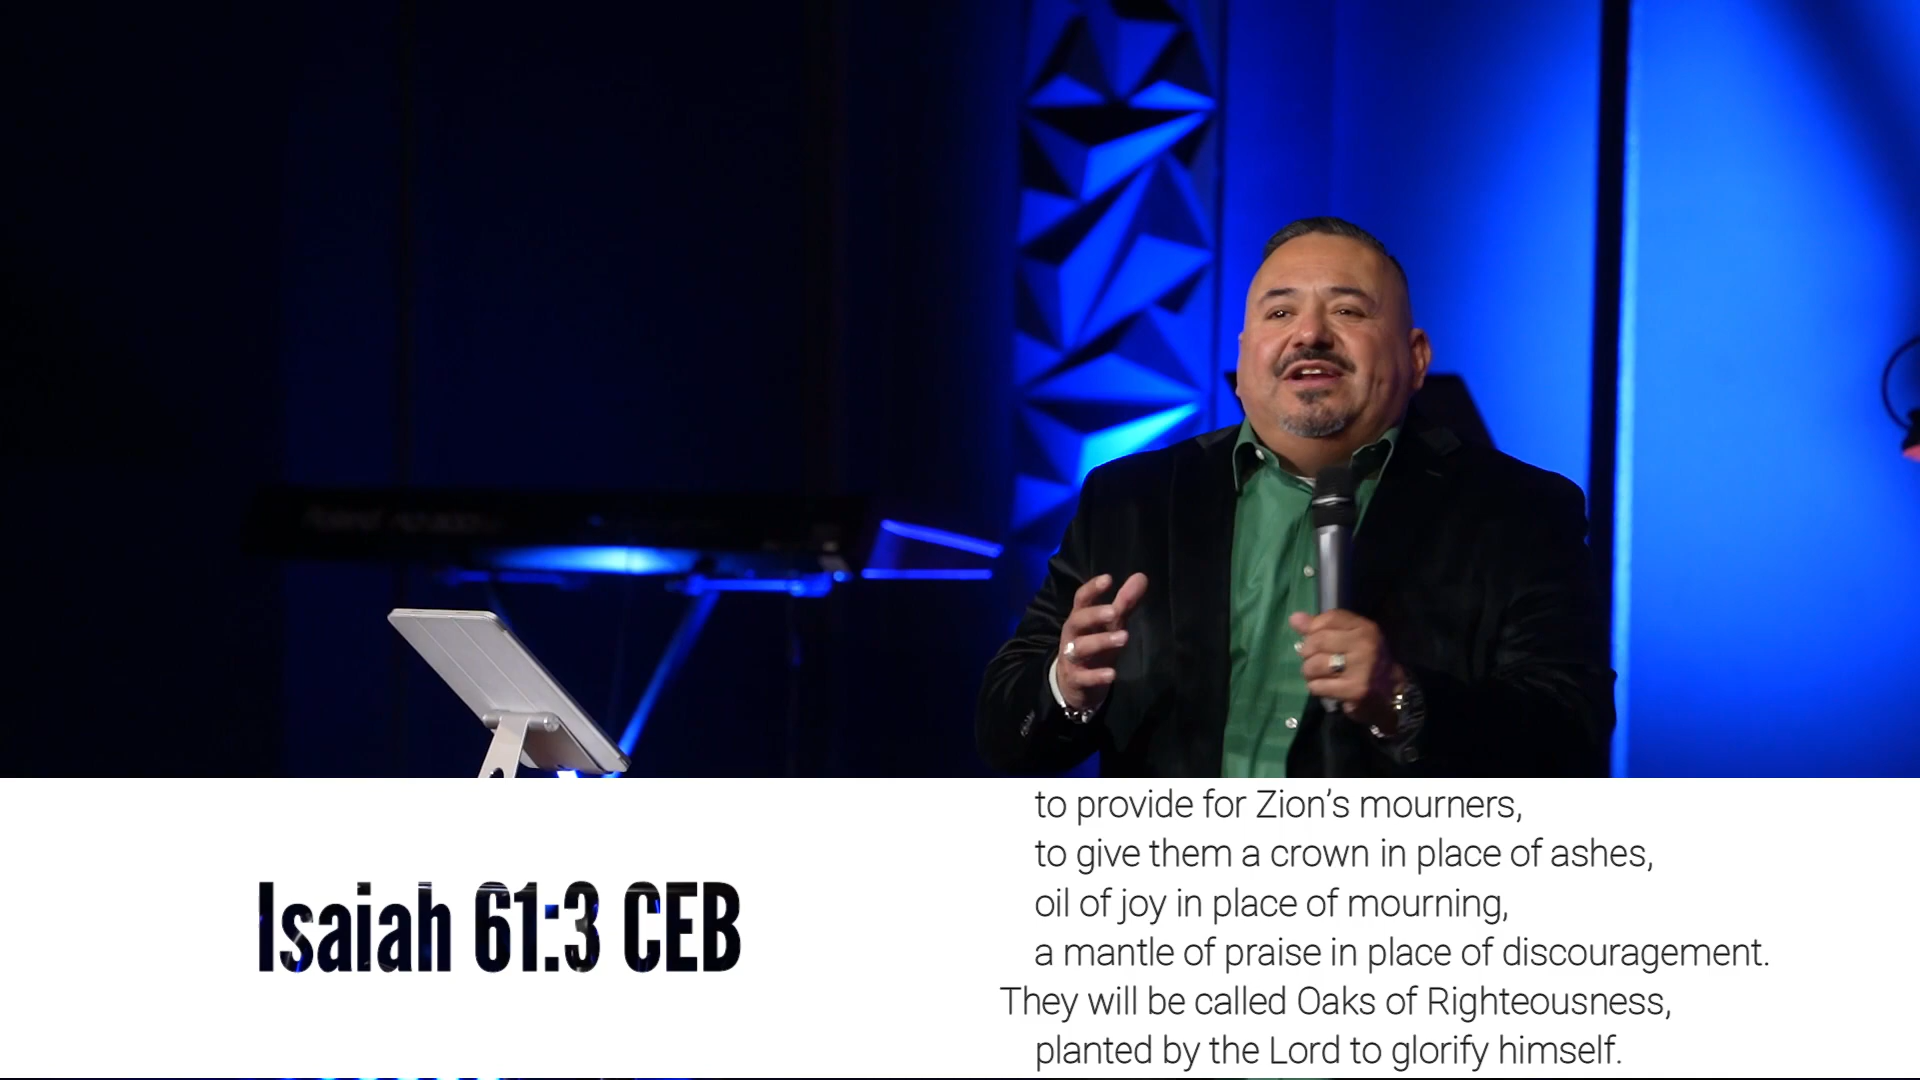 Isaiah 61:3 CEB
to provide for Zion’s mourners,
to give them a crown in place of ashes,
oil of joy in place of mourning,
a mantle of praise in place of discouragement.
They will be called Oaks of Righteousness,
planted by the Lord to glorify himself.